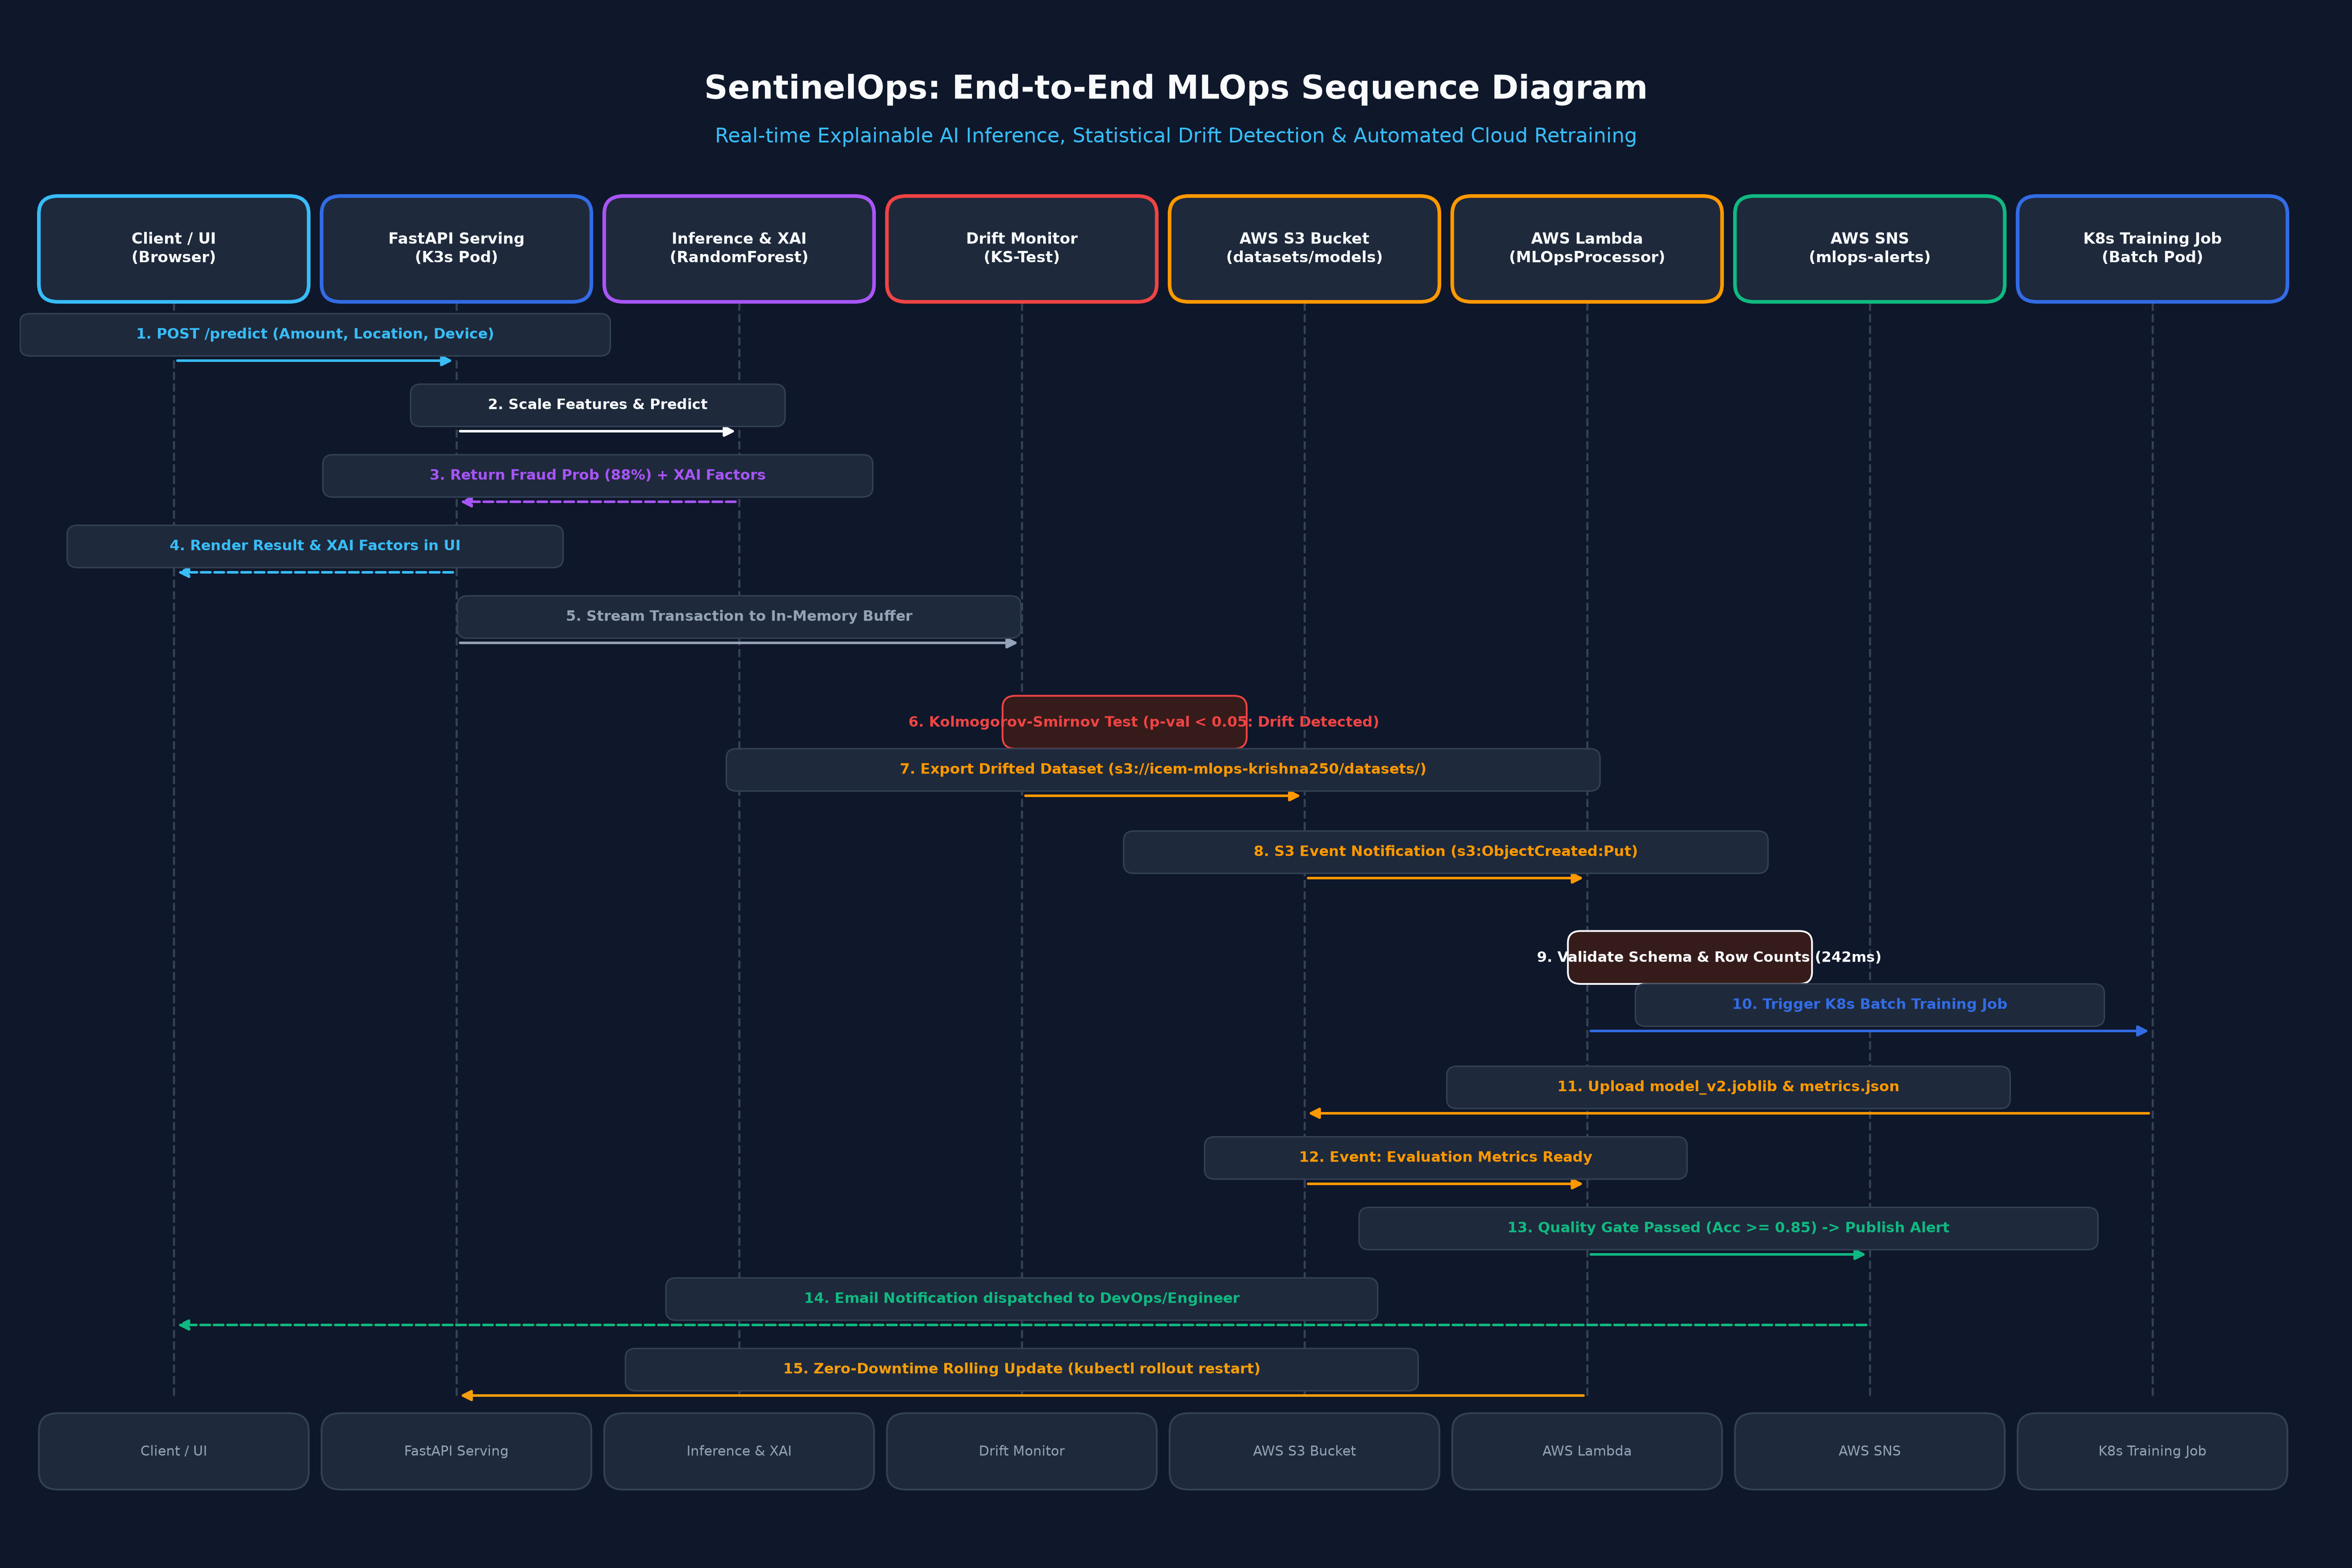 SentinelOps: End-to-End MLOps Sequence Diagram
Real-time Explainable AI Inference, Statistical Drift Detection & Automated Cloud Retraining
Client / UI
(Browser)
FastAPI Serving
(K3s Pod)
Inference & XAI
(RandomForest)
Drift Monitor
(KS-Test)
AWS S3 Bucket
(datasets/models)
AWS Lambda
(MLOpsProcessor)
AWS SNS
(mlops-alerts)
K8s Training Job
(Batch Pod)
1. POST /predict (Amount, Location, Device)
2. Scale Features & Predict
3. Return Fraud Prob (88%) + XAI Factors
4. Render Result & XAI Factors in UI
5. Stream Transaction to In-Memory Buffer
6. Kolmogorov-Smirnov Test (p-val < 0.05: Drift Detected)
7. Export Drifted Dataset (s3://icem-mlops-krishna250/datasets/)
8. S3 Event Notification (s3:ObjectCreated:Put)
9. Validate Schema & Row Counts (242ms)
10. Trigger K8s Batch Training Job
11. Upload model_v2.joblib & metrics.json
12. Event: Evaluation Metrics Ready
13. Quality Gate Passed (Acc >= 0.85) -> Publish Alert
14. Email Notification dispatched to DevOps/Engineer
15. Zero-Downtime Rolling Update (kubectl rollout restart)
Client / UI
FastAPI Serving
Inference & XAI
Drift Monitor
AWS S3 Bucket
AWS Lambda
AWS SNS
K8s Training Job